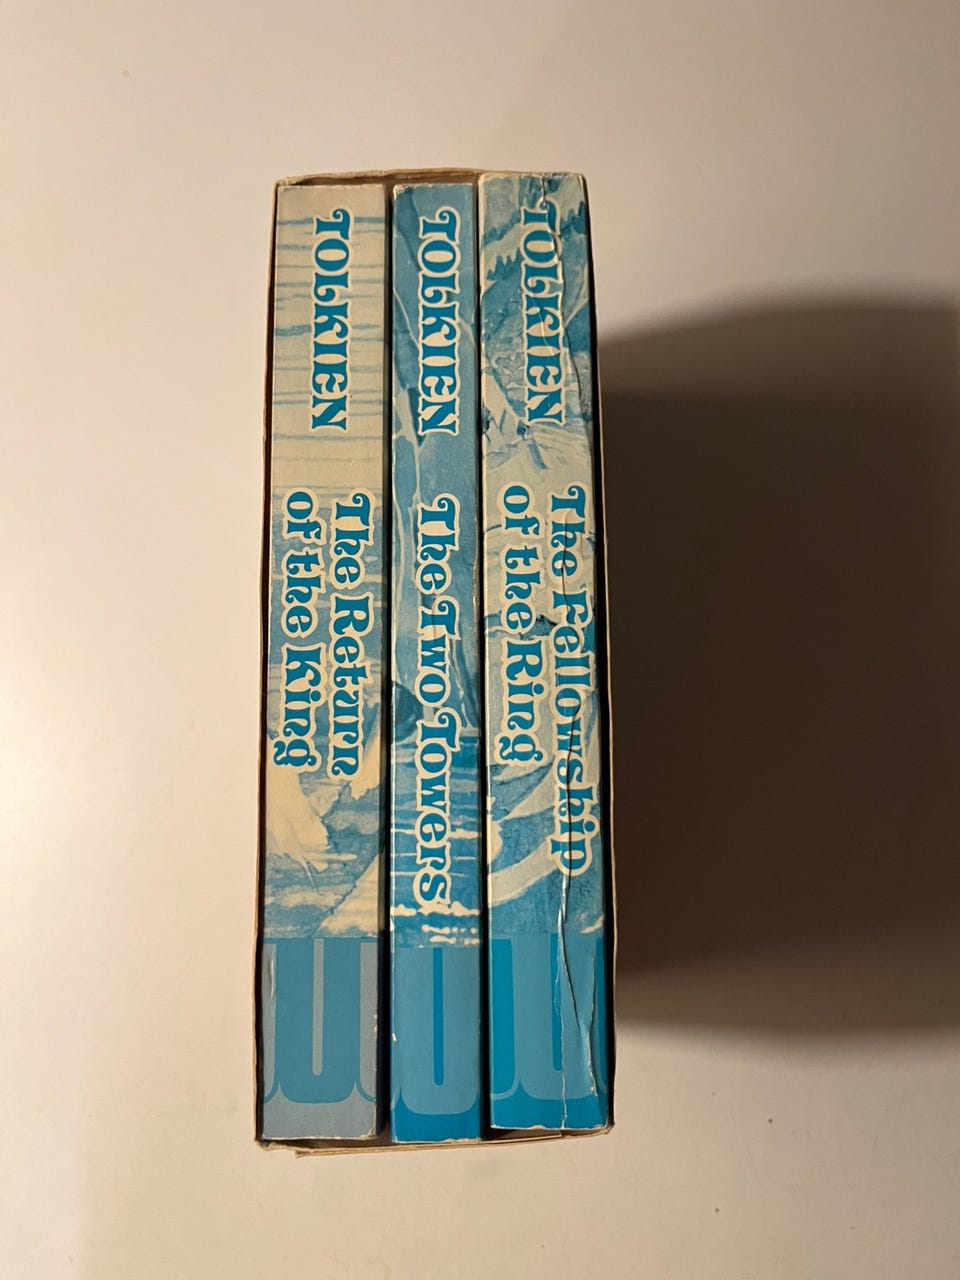 TOLKIEN
The Return
of the King
TOLKIEN
The Two Towers
TOLKIEN
The Fellowship
of the Ring